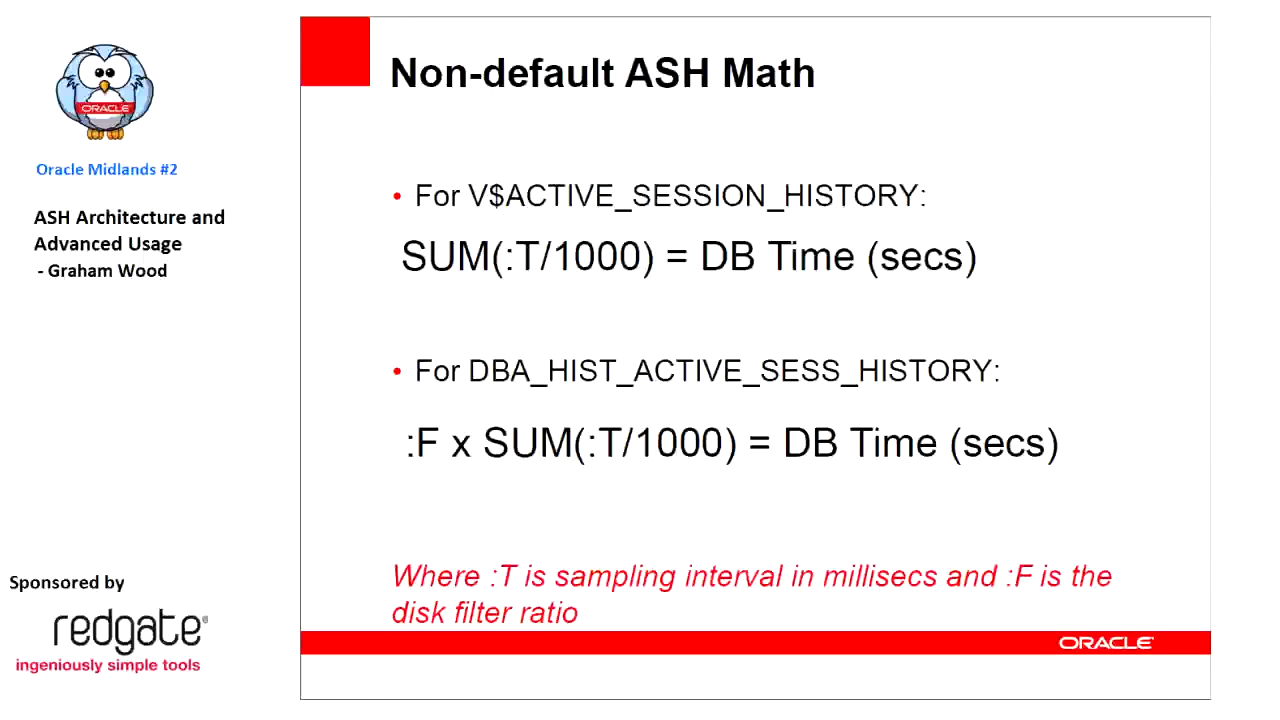 ORACLE
Oracle Midlands #2
ASH Architecture and
Advanced Usage
- Graham Wood
Sponsored by
redgate®
ingeniously simple tools
Non-default ASH Math
• For V$ACTIVE_SESSION_HISTORY:
SUM(:T/1000) = DB Time (secs)
• For DBA_HIST_ACTIVE_SESS_HISTORY:
:F x SUM(:T/1000) = DB Time (secs)
Where :T is sampling interval in millisecs and :F is the
disk filter ratio
ORACLE